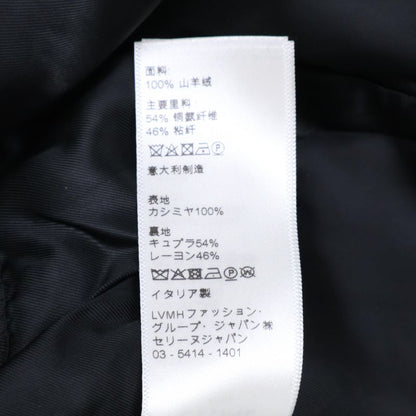 面料:
100% 山羊绒
主要里料
54% 铜氨纤维
46% 粘纤
意大利制造
表地
カシミヤ100%
裏地
キュプラ54%
レーヨン46%
イタリア製
LVMHファッション・
グループ・ジャパン㈱
セリーヌジャパン
03 - 5414 - 1401